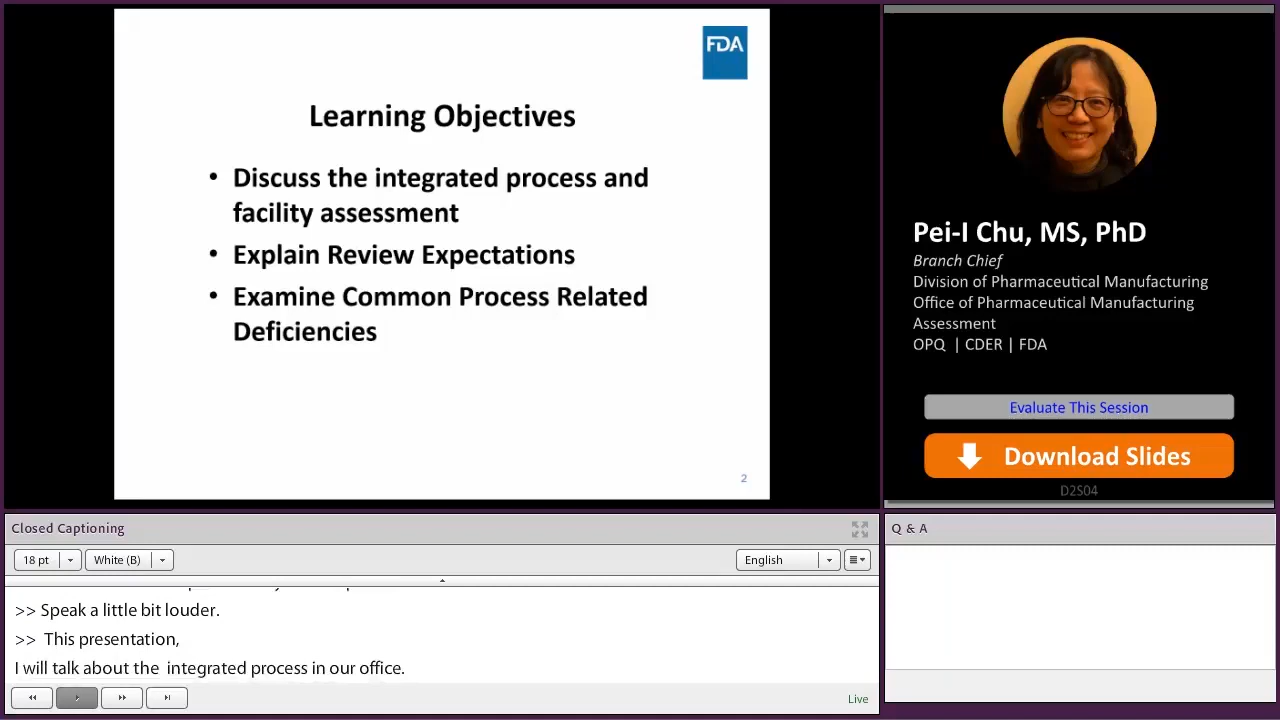 FDA
Learning Objectives
• Discuss the integrated process and
facility assessment
• Explain Review Expectations
• Examine Common Process Related
Deficiencies
2
Pei-I Chu, MS, PhD
Branch Chief
Division of Pharmaceutical Manufacturing
Office of Pharmaceutical Manufacturing
Assessment
OPQ | CDER | FDA
Evaluate This Session
Download Slides
D2S04
Closed Captioning
18 pt
White (B)
English
>> Speak a little bit louder.
>> This presentation,
I will talk about the integrated process in our office.
Live
Q & A